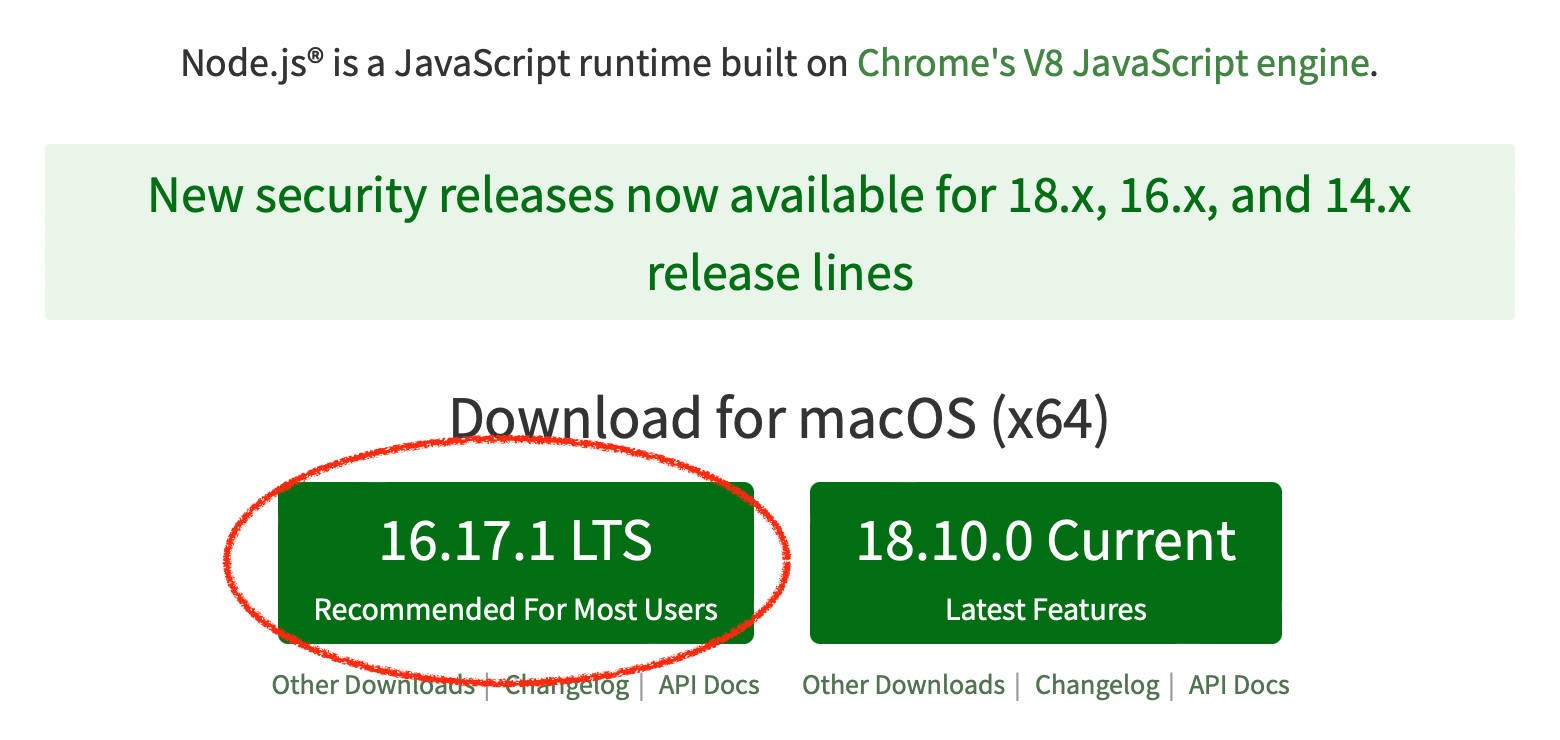 Node.js® is a JavaScript runtime built on Chrome's V8 JavaScript engine.
New security releases now available for 18.x, 16.x, and 14.x
release lines
Download for macOS (x64)
16.17.1 LTS
Recommended For Most Users
18.10.0 Current
Latest Features
Other Downloads | Changelog | API Docs
Other Downloads | Changelog | API Docs